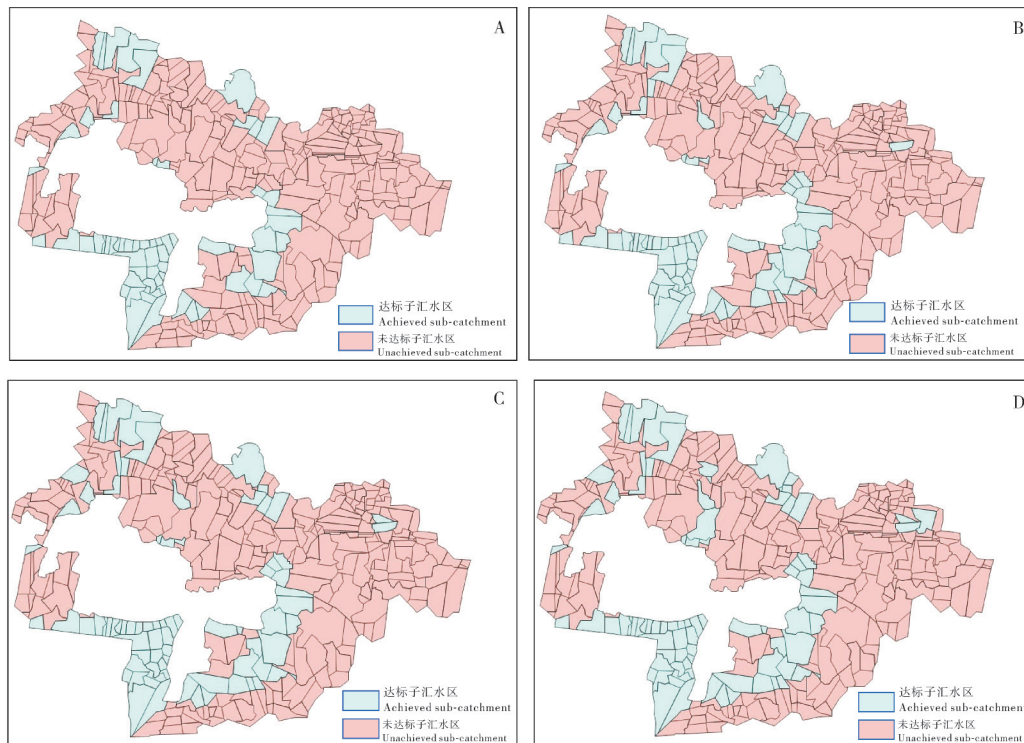 A
达标子汇水区
Achieved sub-catchment
未达标子汇水区
Unachieved sub-catchment
B
达标子汇水区
Achieved sub-catchment
未达标子汇水区
Unachieved sub-catchment
C
达标子汇水区
Achieved sub-catchment
未达标子汇水区
Unachieved sub-catchment
D
达标子汇水区
Achieved sub-catchment
未达标子汇水区
Unachieved sub-catchment